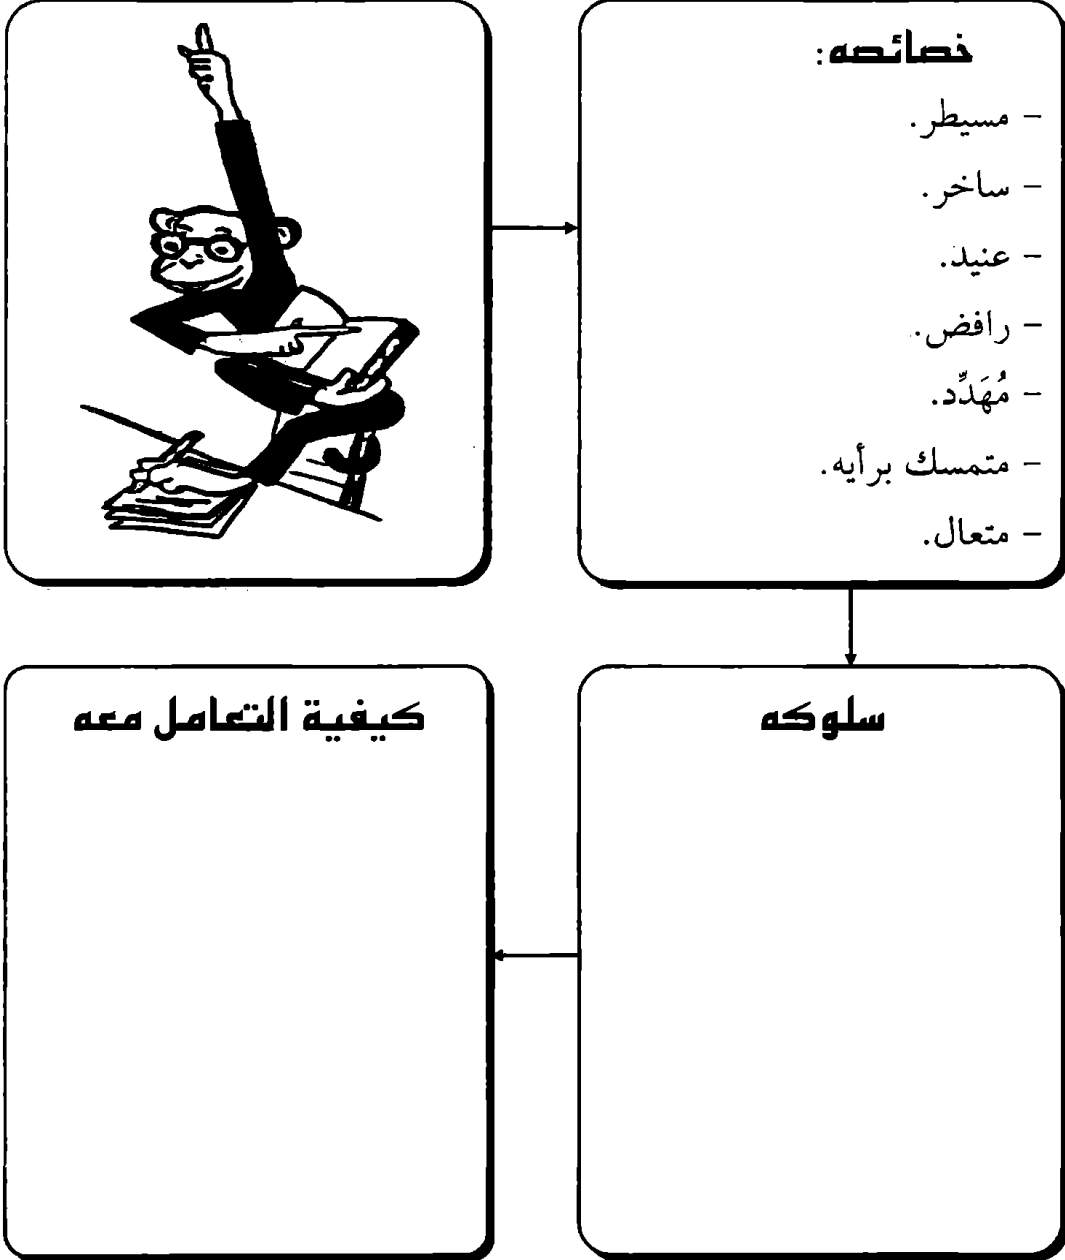 خصائصه:
– مسيطر.
– ساخر.
– عنيد.
– رافض.
– مُهَدِّد.
– متمسك برأيه.
– متعال.
سلوكه
كيفية التعامل معه